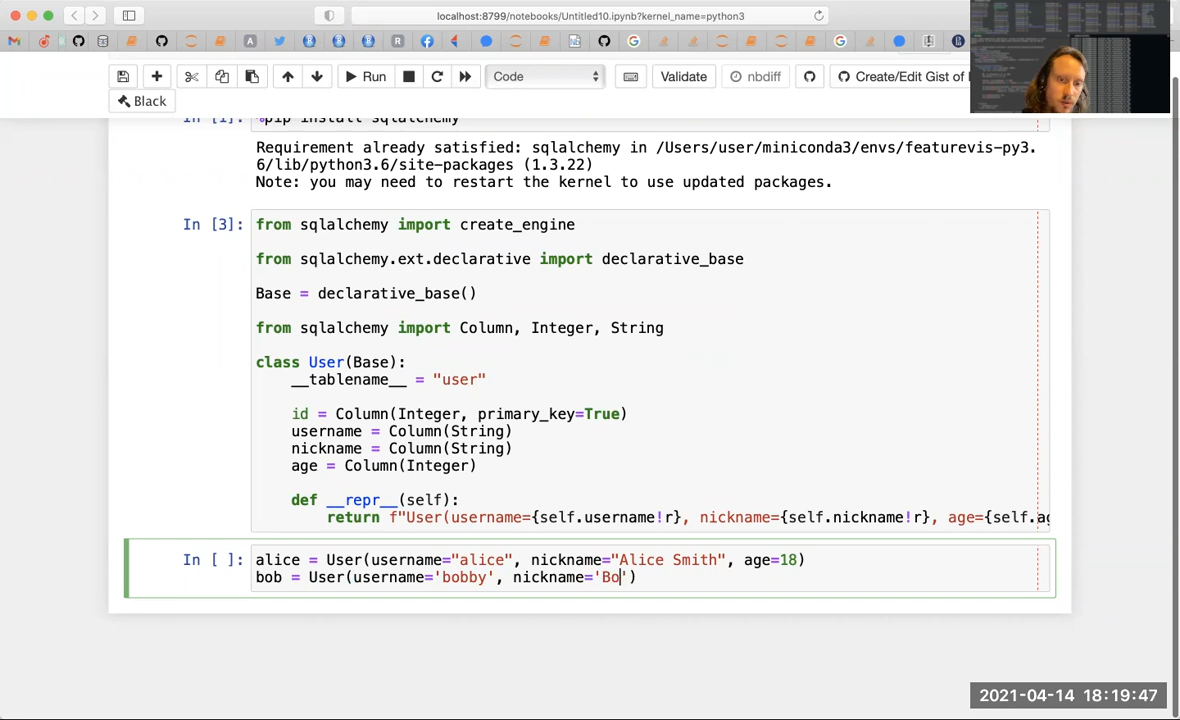 localhost:8799/notebooks/Untitled10.ipynb?kernel_name=python3
Run
Code
Validate
nbdiff
Create/Edit Gist of
Black
In [1]: %pip install sqlalchemy
Requirement already satisfied: sqlalchemy in /Users/user/miniconda3/envs/featurevis-py3.
6/lib/python3.6/site-packages (1.3.22)
Note: you may need to restart the kernel to use updated packages.
In [3]: from sqlalchemy import create_engine
from sqlalchemy.ext.declarative import declarative_base
Base = declarative_base()
from sqlalchemy import Column, Integer, String
class User(Base):
__tablename__ = "user"
id = Column(Integer, primary_key=True)
username = Column(String)
nickname = Column(String)
age = Column(Integer)
def __repr__(self):
return f"User(username={self.username!r}, nickname={self.nickname!r}, age={self.ag
In [ ]: alice = User(username="alice", nickname="Alice Smith", age=18)
bob = User(username='bobby', nickname='Bo')
2021-04-14 18:19:47